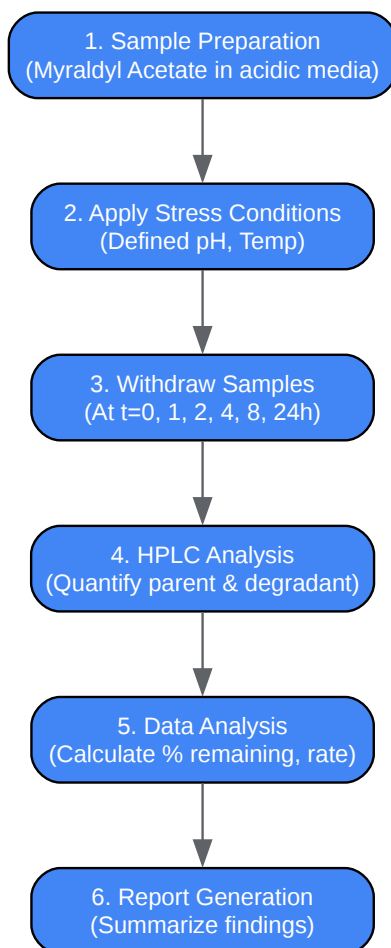 1. Sample Preparation
(Myraldyl Acetate in acidic media)
2. Apply Stress Conditions
(Defined pH, Temp)
3. Withdraw Samples
(At t=0, 1, 2, 4, 8, 24h)
4. HPLC Analysis
(Quantify parent & degradant)
5. Data Analysis
(Calculate % remaining, rate)
6. Report Generation
(Summarize findings)